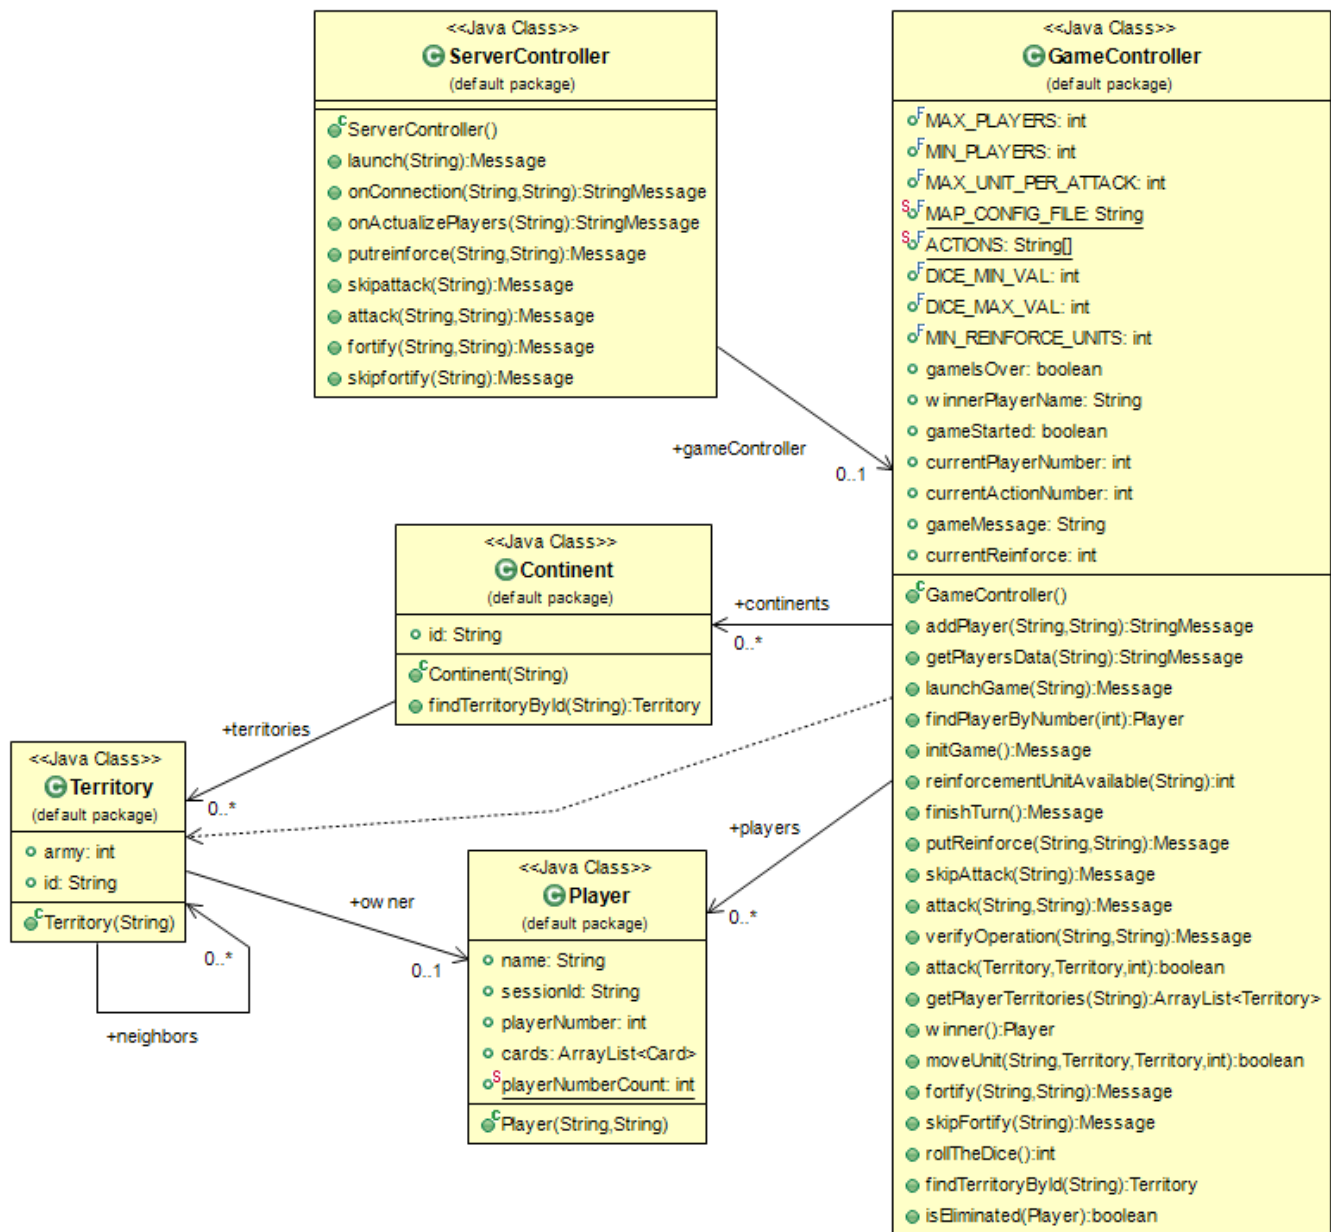 <<Java Class>>
ServerController
(default package)
ServerController()
launch(String):Message
onConnection(String,String):StringMessage
onActualizePlayers(String):StringMessage
putreinforce(String,String):Message
skipattack(String):Message
attack(String,String):Message
fortify(String,String):Message
skipfortify(String):Message
+gameController
0..1
<<Java Class>>
GameController
(default package)
MAX_PLAYERS: int
MIN_PLAYERS: int
MAX_UNIT_PER_ATTACK: int
MAP_CONFIG_FILE: String
ACTIONS: String[]
DICE_MIN_VAL: int
DICE_MAX_VAL: int
MIN_REINFORCE_UNITS: int
gameIsOver: boolean
winnerPlayerName: String
gameStarted: boolean
currentPlayerNumber: int
currentActionNumber: int
gameMessage: String
currentReinforce: int
GameController()
addPlayer(String,String):StringMessage
getPlayersData(String):StringMessage
launchGame(String):Message
findPlayerByNumber(int):Player
initGame():Message
reinforcementUnitAvailable(String):int
finishTurn():Message
putReinforce(String,String):Message
skipAttack(String):Message
attack(String,String):Message
verifyOperation(String,String):Message
attack(Territory,Territory,int):boolean
getPlayerTerritories(String):ArrayList<Territory>
winner():Player
moveUnit(String,Territory,Territory,int):boolean
fortify(String,String):Message
skipFortify(String):Message
rollTheDice():int
findTerritoryById(String):Territory
isEliminated(Player):boolean
<<Java Class>>
Continent
(default package)
id: String
Continent(String)
findTerritoryById(String):Territory
+continents
0..*
+territories
0..*
<<Java Class>>
Territory
(default package)
army: int
id: String
Territory(String)
0..*
+neighbors
+owner
0..1
+players
0..*
<<Java Class>>
Player
(default package)
name: String
sessionId: String
playerNumber: int
cards: ArrayList<Card>
playerNumberCount: int
Player(String,String)